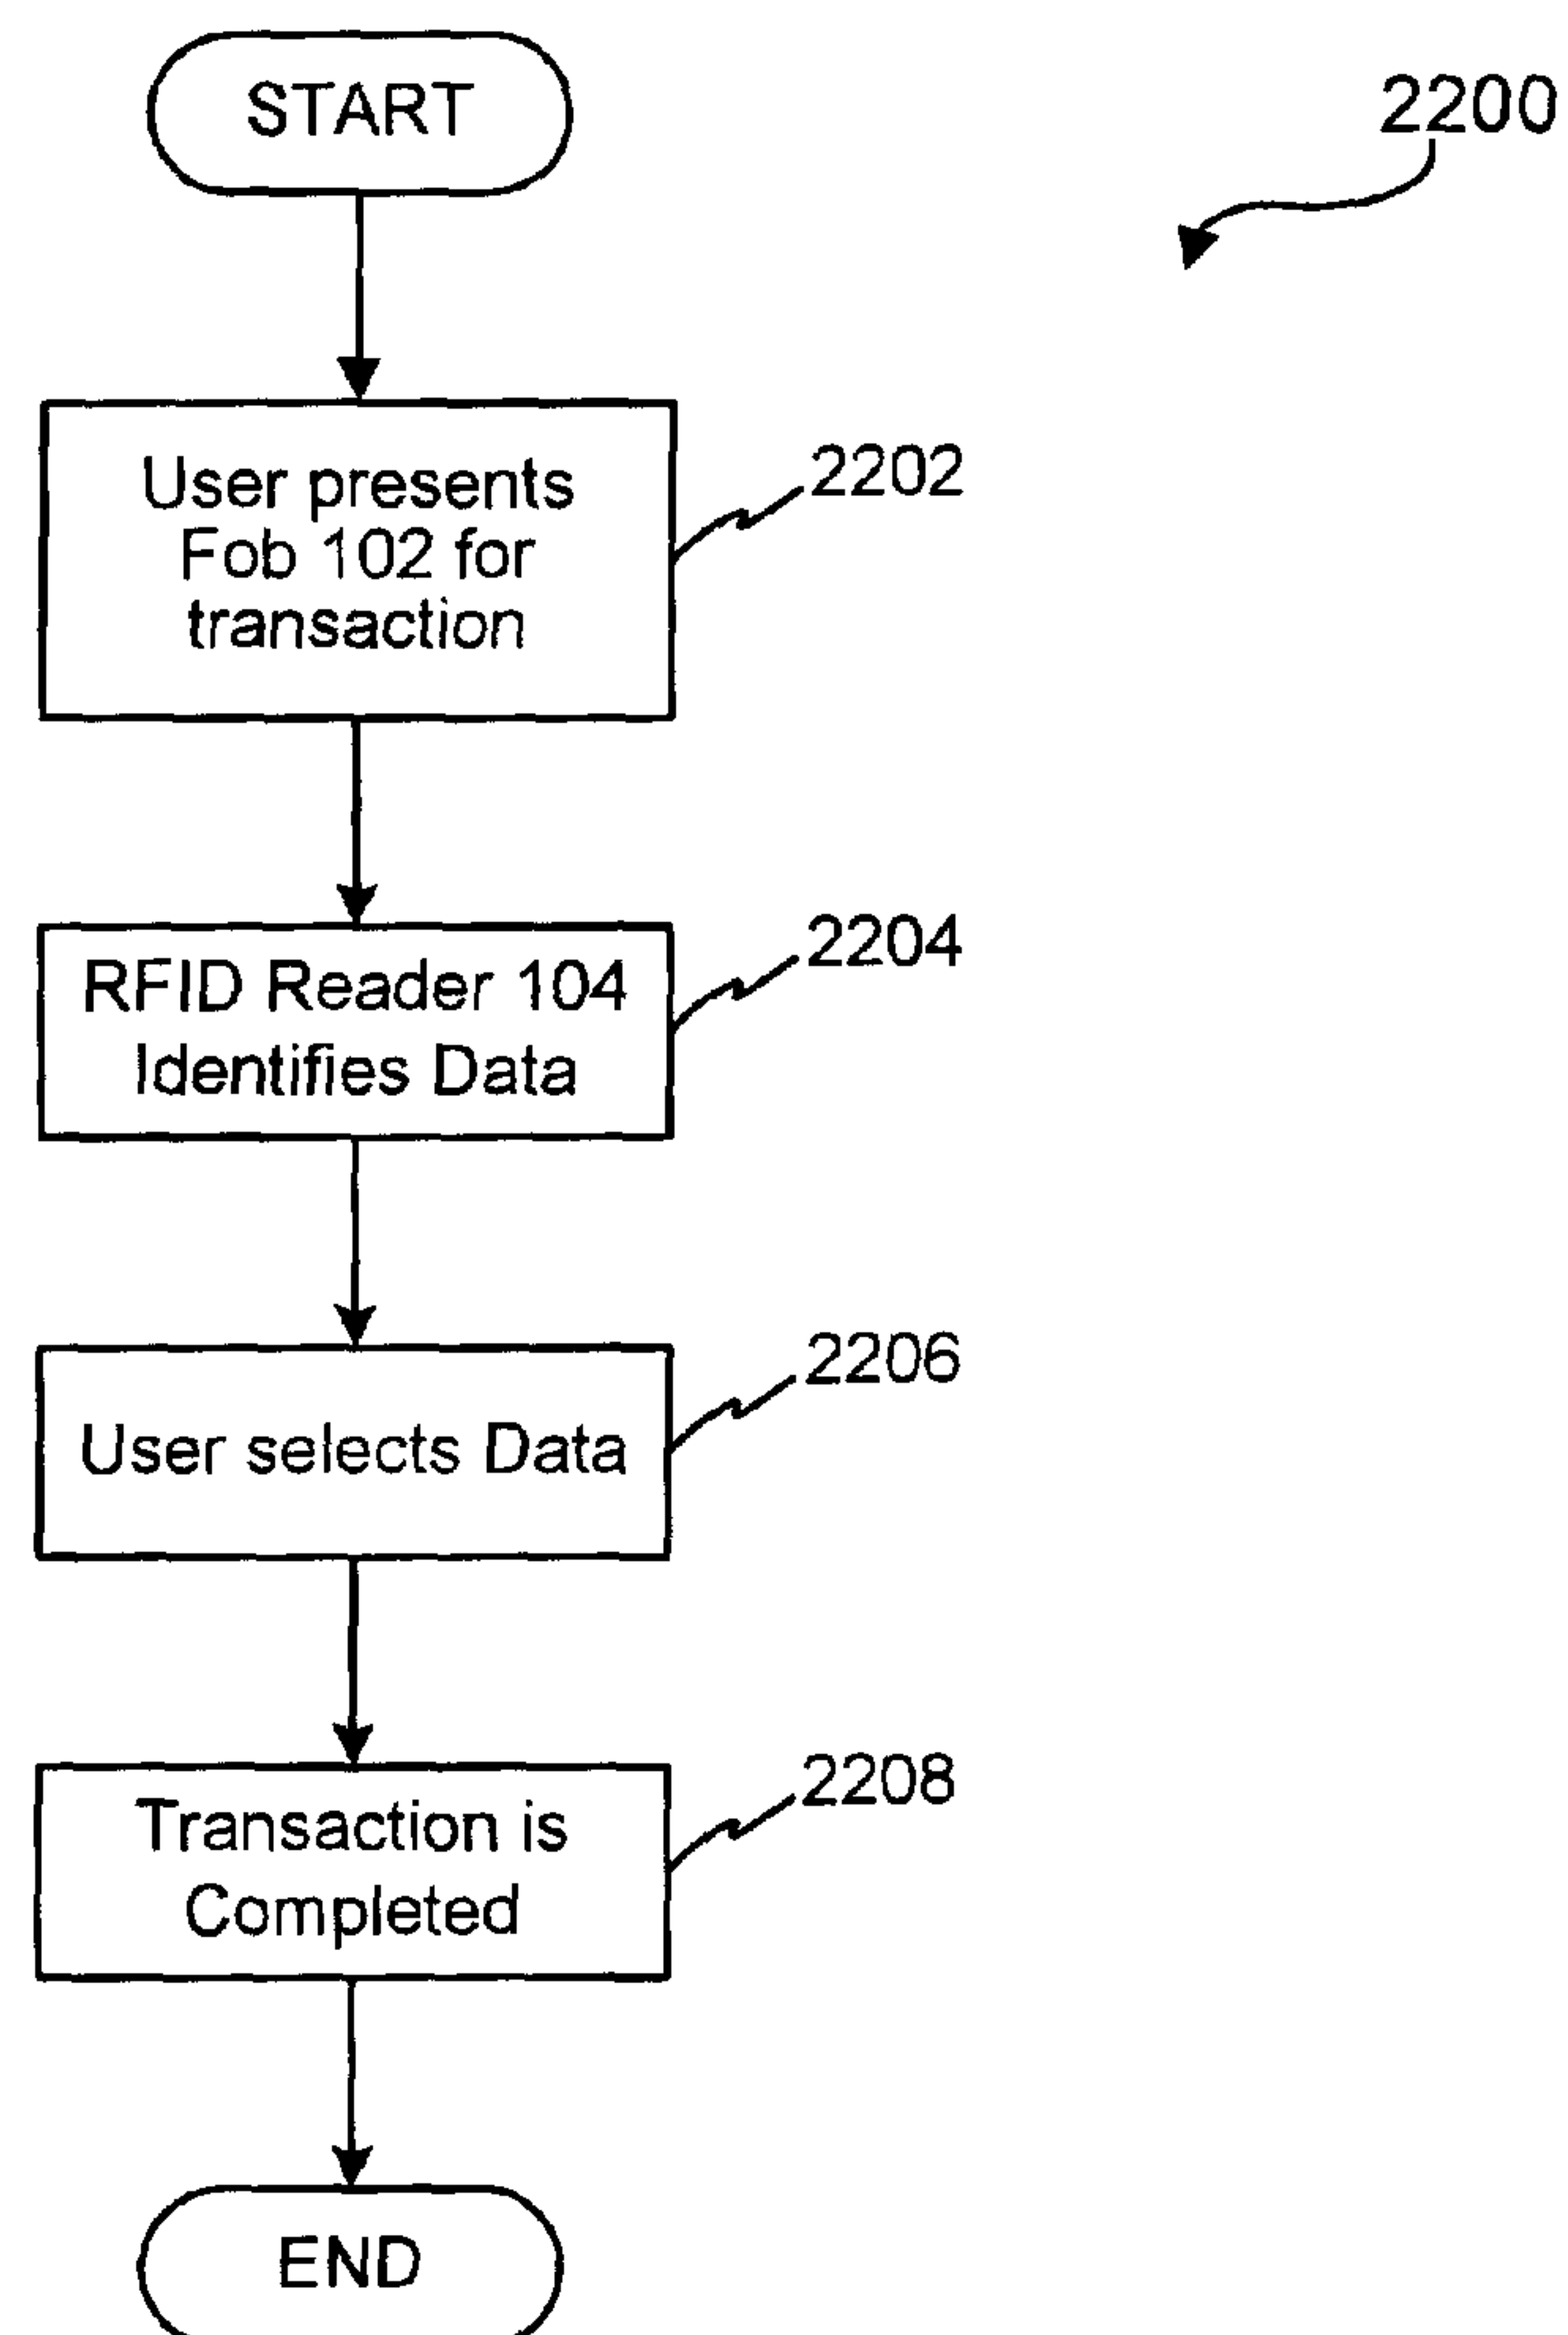 START
2200
User presents
Fob 102 for
transaction
2202
RFID Reader 104
Identifies Data
2204
User selects Data
2206
Transaction is
Completed
2208
END